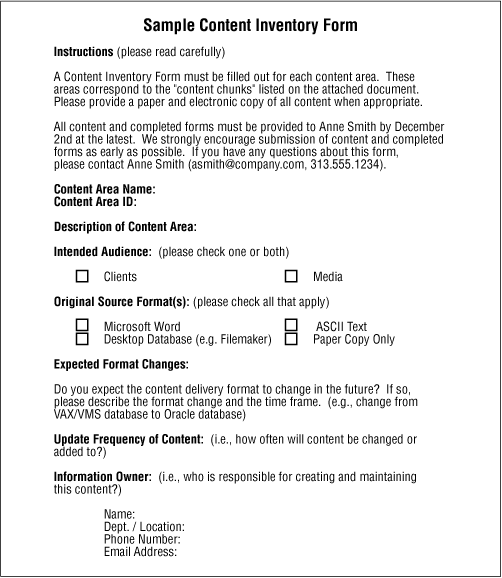 Sample Content Inventory Form
Instructions (please read carefully)
A Content Inventory Form must be filled out for each content area. These
areas correspond to the "content chunks" listed on the attached document.
Please provide a paper and electronic copy of all content when appropriate.
All content and completed forms must be provided to Anne Smith by December
2nd at the latest. We strongly encourage submission of content and completed
forms as early as possible. If you have any questions about this form,
please contact Anne Smith (asmith@company.com, 313.555.1234).
Content Area Name:
Content Area ID:
Description of Content Area:
Intended Audience: (please check one or both)
Clients Media
Original Source Format(s): (please check all that apply)
Microsoft Word ASCII Text
Desktop Database (e.g. Filemaker) Paper Copy Only
Expected Format Changes:
Do you expect the content delivery format to change in the future? If so,
please describe the format change and the time frame. (e.g., change from
VAX/VMS database to Oracle database)
Update Frequency of Content: (i.e., how often will content be changed or
added to?)
Information Owner: (i.e., who is responsible for creating and maintaining
this content?)
Name:
Dept. / Location:
Phone Number:
Email Address: